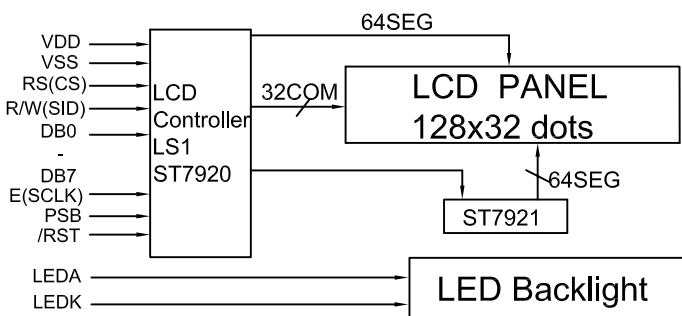 VDD
VSS
RS(CS)
R/W(SID)
DB0
-
DB7
E(SCLK)
PSB
/RST
LCD
Controller
LS1
ST7920
64SEG
32COM
LCD PANEL
128x32 dots
64SEG
ST7921
LEDA
LEDK
LED Backlight